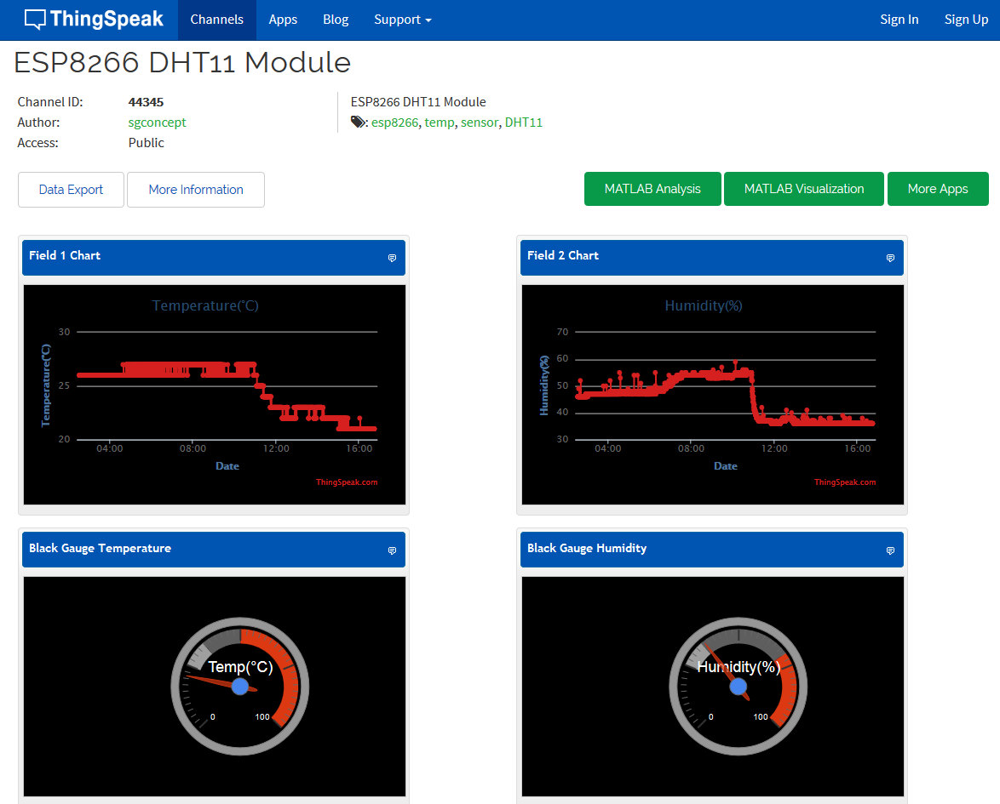 ThingSpeak Channels Apps Blog Support Sign In Sign Up
ESP8266 DHT11 Module
Channel ID: 44345
Author: sgconcept
Access: Public
ESP8266 DHT11 Module
: esp8266, temp, sensor, DHT11
Data Export More Information MATLAB Analysis MATLAB Visualization More Apps
Field 1 Chart
Temperature(°C)
Temperature(°C)
30
25
20
04:00 08:00 12:00 16:00
Date
ThingSpeak.com
Field 2 Chart
Humidity(%)
Humidity(%)
70
60
50
40
30
04:00 08:00 12:00 16:00
Date
ThingSpeak.com
Black Gauge Temperature
Temp(°C)
0 100
Black Gauge Humidity
Humidity(%)
0 100